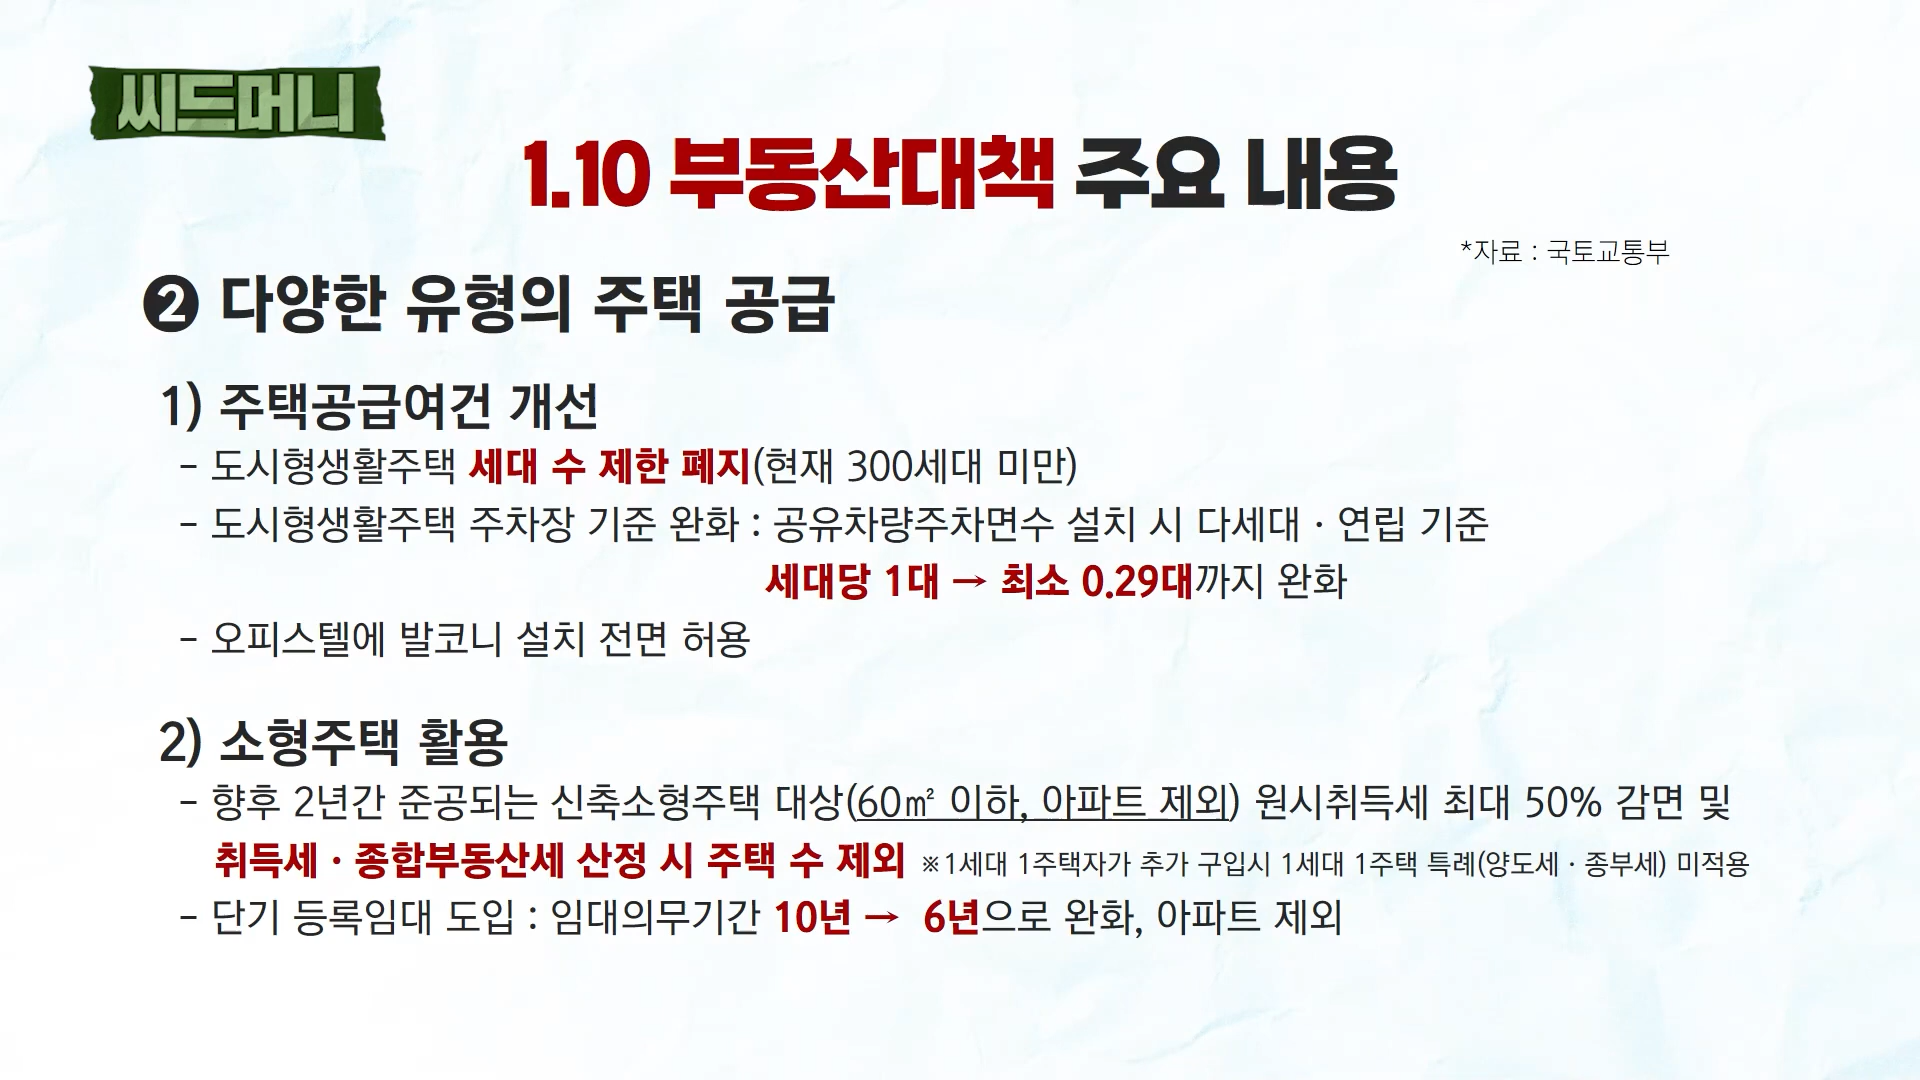 씨드머니
1.10 부동산대책 주요 내용
*자료 : 국토교통부
❷ 다양한 유형의 주택 공급
1) 주택공급여건 개선
- 도시형생활주택 세대 수 제한 폐지(현재 300세대 미만)
- 도시형생활주택 주차장 기준 완화 : 공유차량주차면수 설치 시 다세대 · 연립 기준
세대당 1대 → 최소 0.29대까지 완화
- 오피스텔에 발코니 설치 전면 허용
2) 소형주택 활용
- 향후 2년간 준공되는 신축소형주택 대상(60㎡ 이하, 아파트 제외) 원시취득세 최대 50% 감면 및
취득세 · 종합부동산세 산정 시 주택 수 제외 ※1세대 1주택자가 추가 구입시 1세대 1주택 특례(양도세 · 종부세) 미적용
- 단기 등록임대 도입 : 임대의무기간 10년 → 6년으로 완화, 아파트 제외